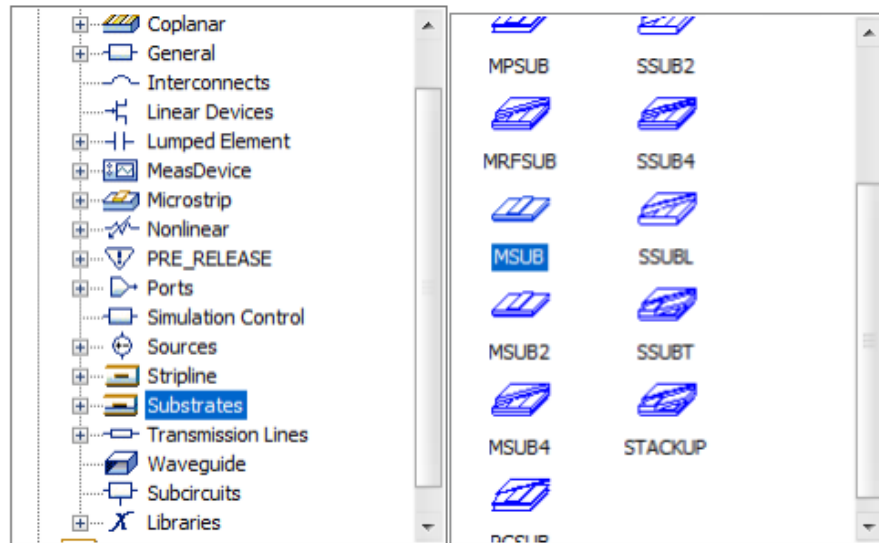 Coplanar
General
Interconnects
Linear Devices
Lumped Element
MeasDevice
Microstrip
Nonlinear
PRE_RELEASE
Ports
Simulation Control
Sources
Stripline
Substrates
Transmission Lines
Waveguide
Subcircuits
Libraries
MPSUB SSUB2
MRFSUB SSUB4
MSUB SSUBL
MSUB2 SSUBT
MSUB4 STACKUP